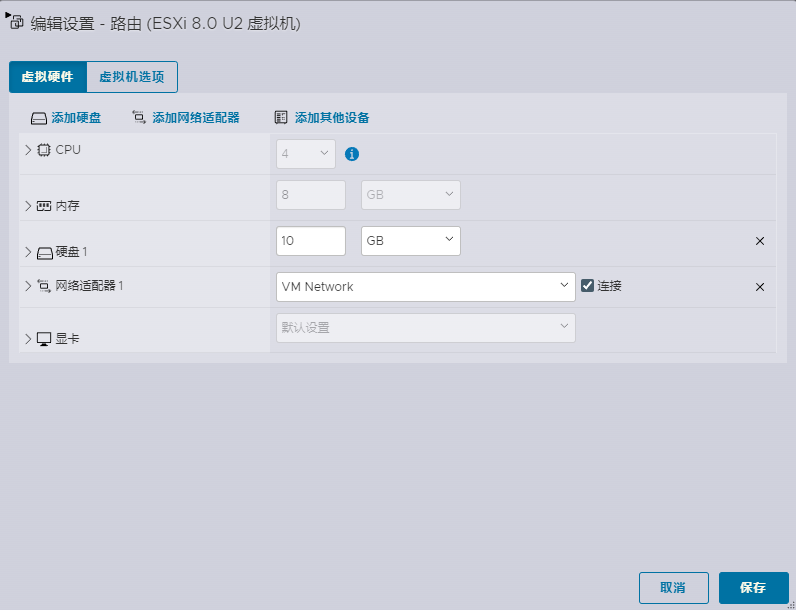 编辑设置 - 路由 (ESXi 8.0 U2 虚拟机)
虚拟硬件 虚拟机选项
添加硬盘 添加网络适配器 添加其他设备
CPU 4
内存 8 GB
硬盘 1 10 GB
网络适配器 1 VM Network 连接
显卡 默认设置
取消 保存